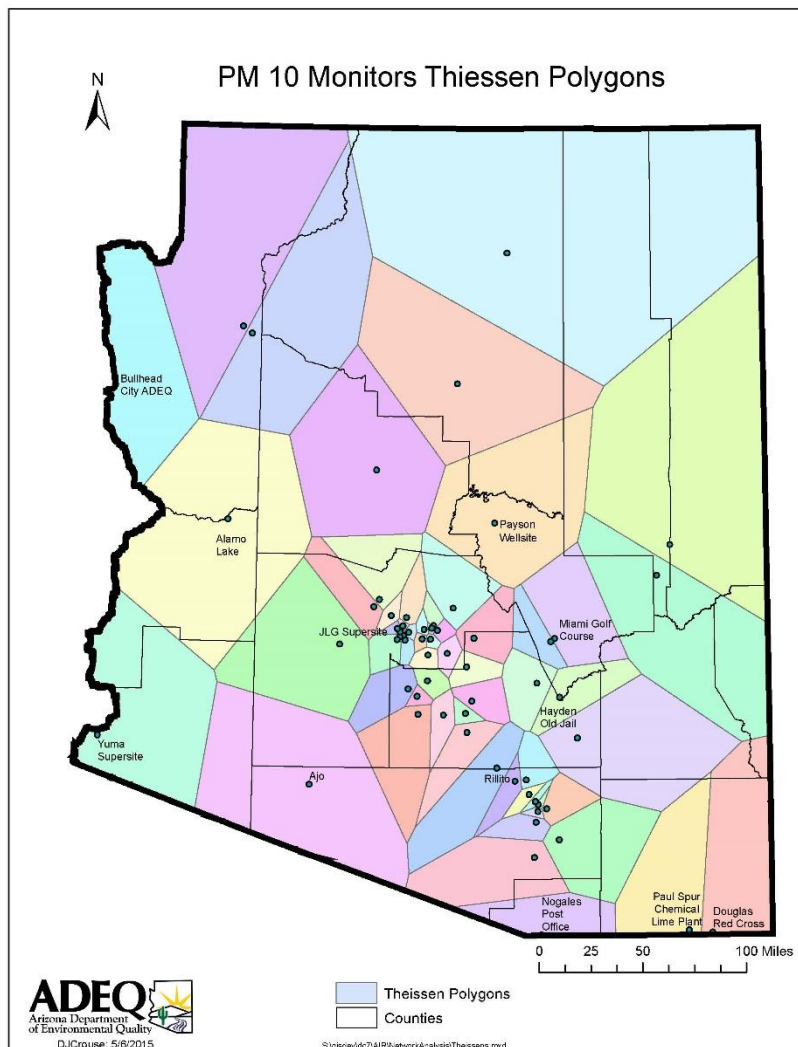 PM 10 Monitors Thiessen Polygons
N
Bullhead
City ADEQ
Alamo
Lake
Payson
Wellsite
JLG Supersite
Miami Golf
Course
Hayden
Old Jail
Yuma
Supersite
Ajo
Rillito
Nogales
Post
Office
Paul Spur
Chemical
Lime Plant
Douglas
Red Cross
0 25 50 100 Miles
ADEQ
Arizona Department
of Environmental Quality
DJCrouse: 5/6/2015
Theissen Polygons
Counties